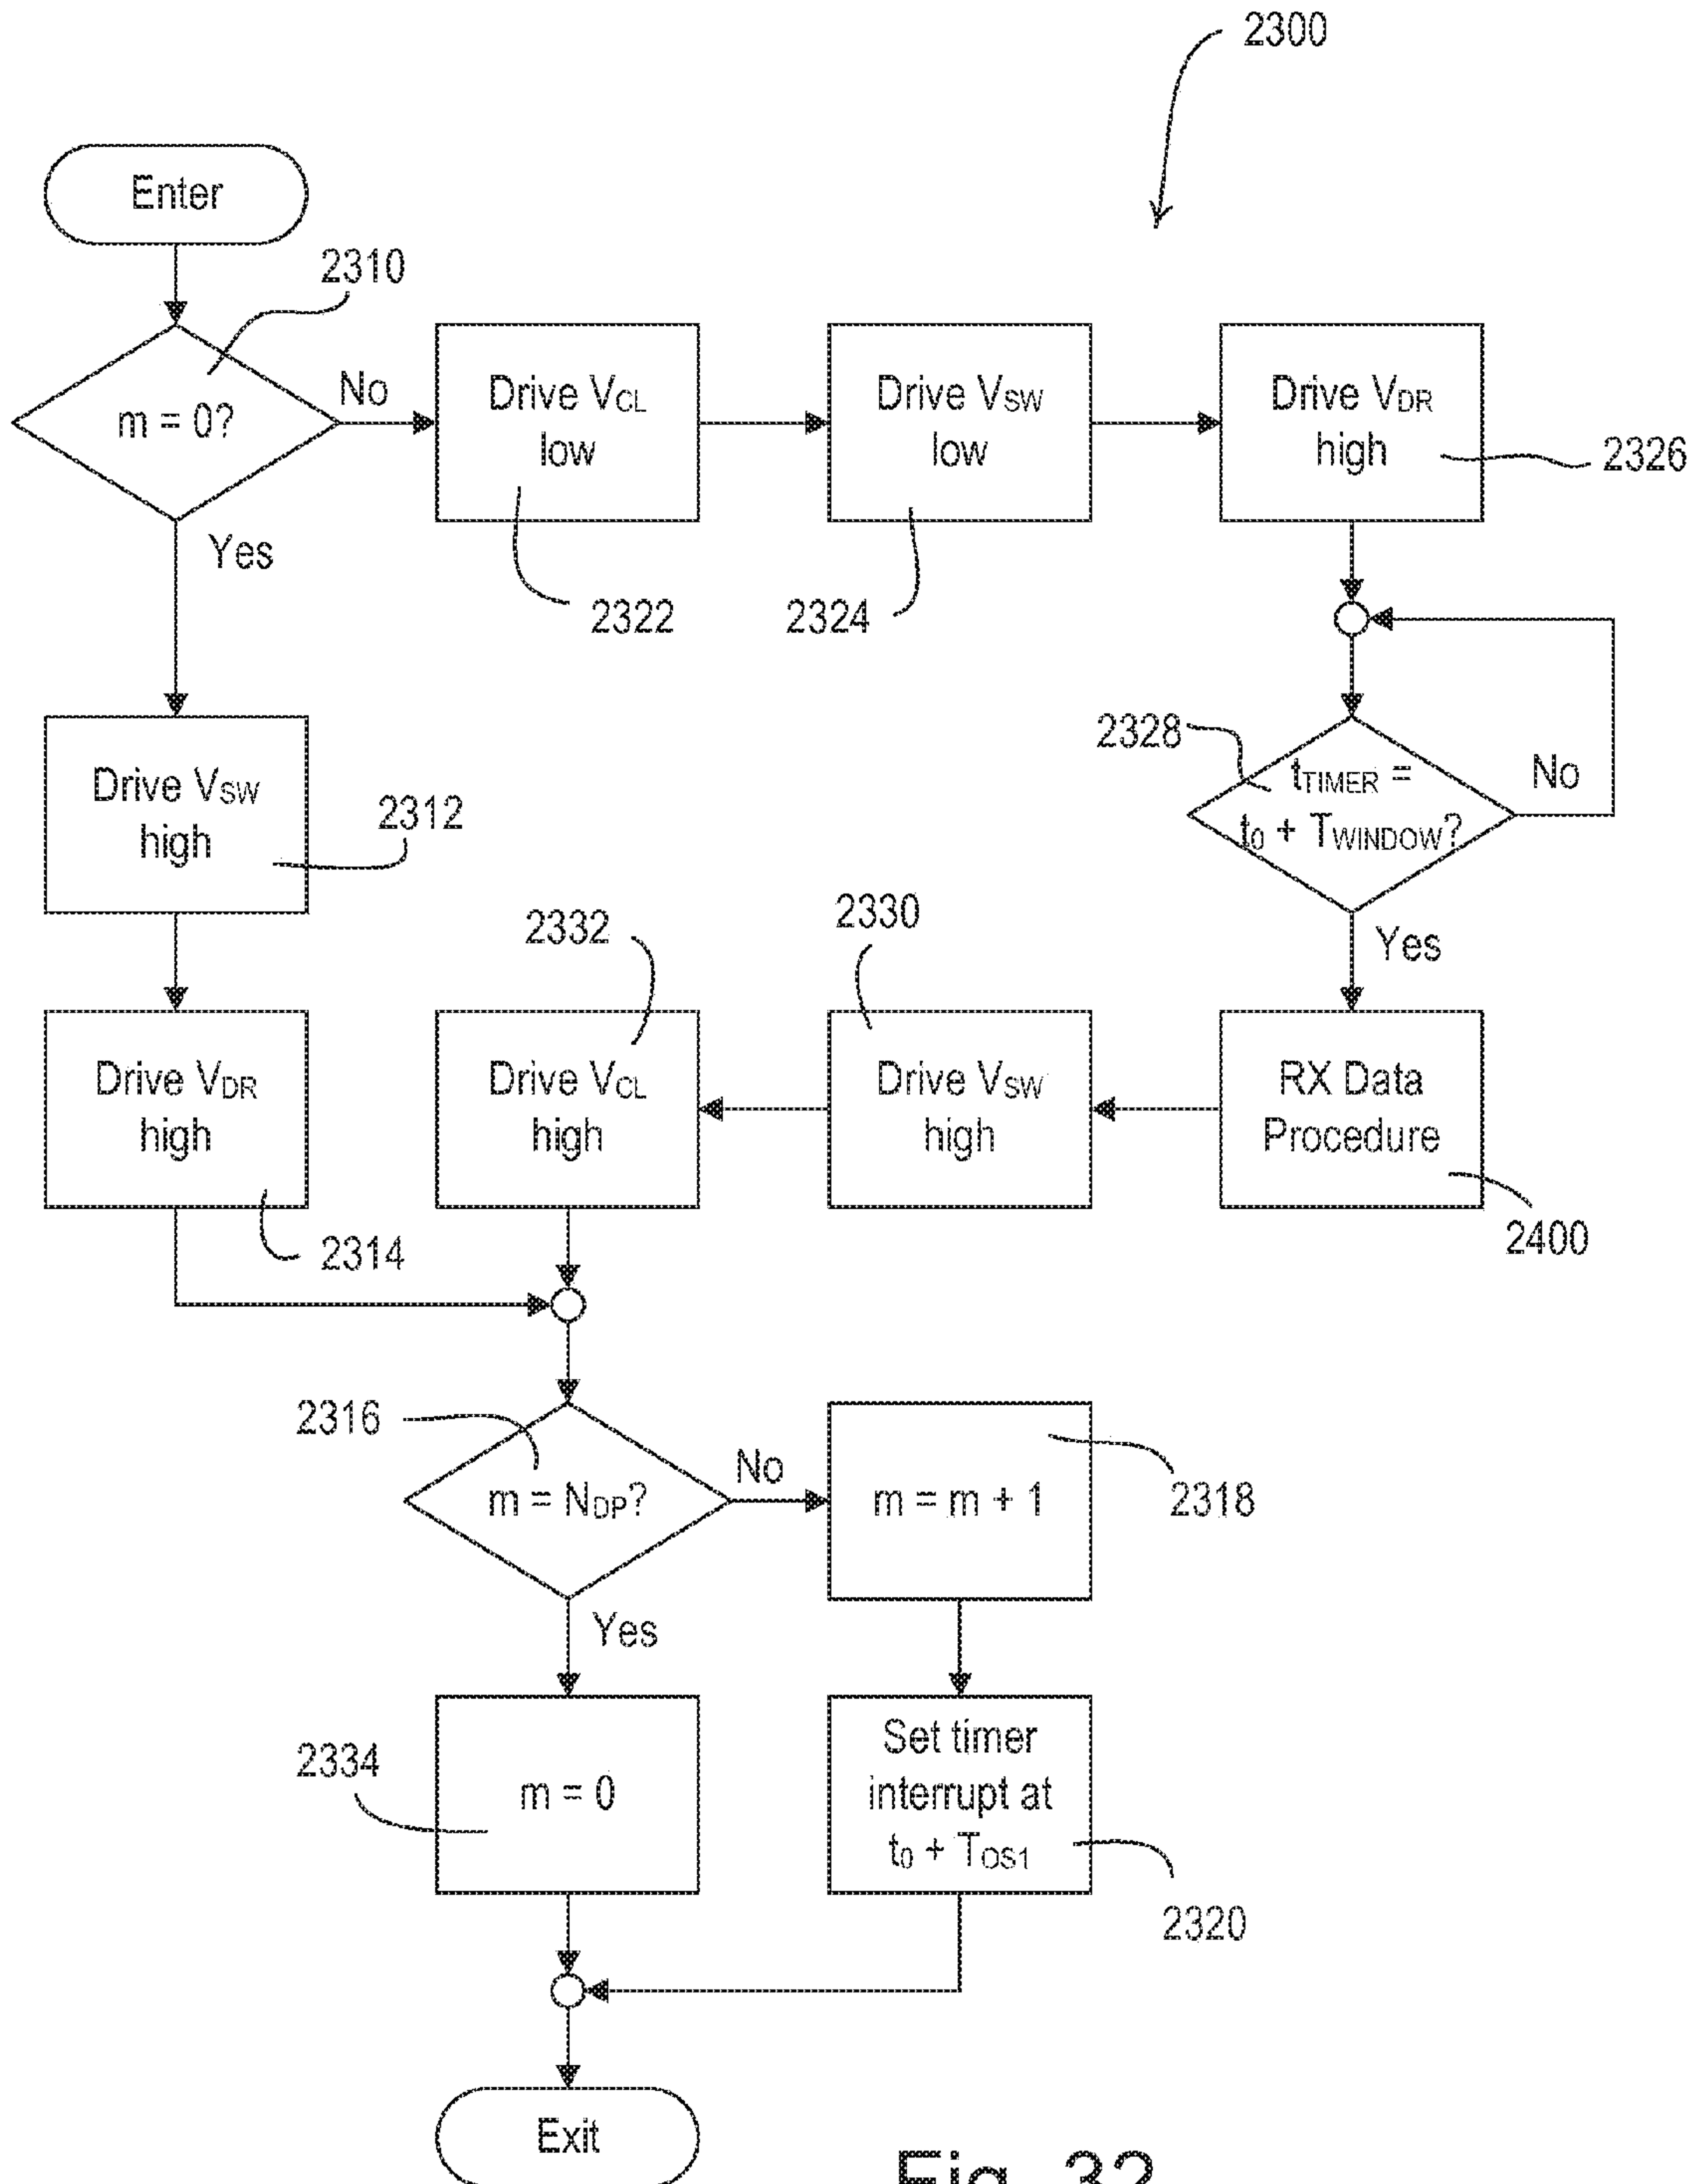 2300
Enter
2310
m = 0?
No
Yes
Drive VCL
low
2322
Drive VSW
low
2324
Drive VDR
high
2326
2328
tTIMER =
t0 + TWINDOW?
No
Yes
Drive VSW
high
2312
Drive VDR
high
2314
2332
Drive VCL
high
2330
Drive VSW
high
RX Data
Procedure
2400
2316
m = NDP?
No
Yes
m = m + 1
2318
2334
m = 0
Set timer
interrupt at
t0 + TOS1
2320
Exit
Fig. 32